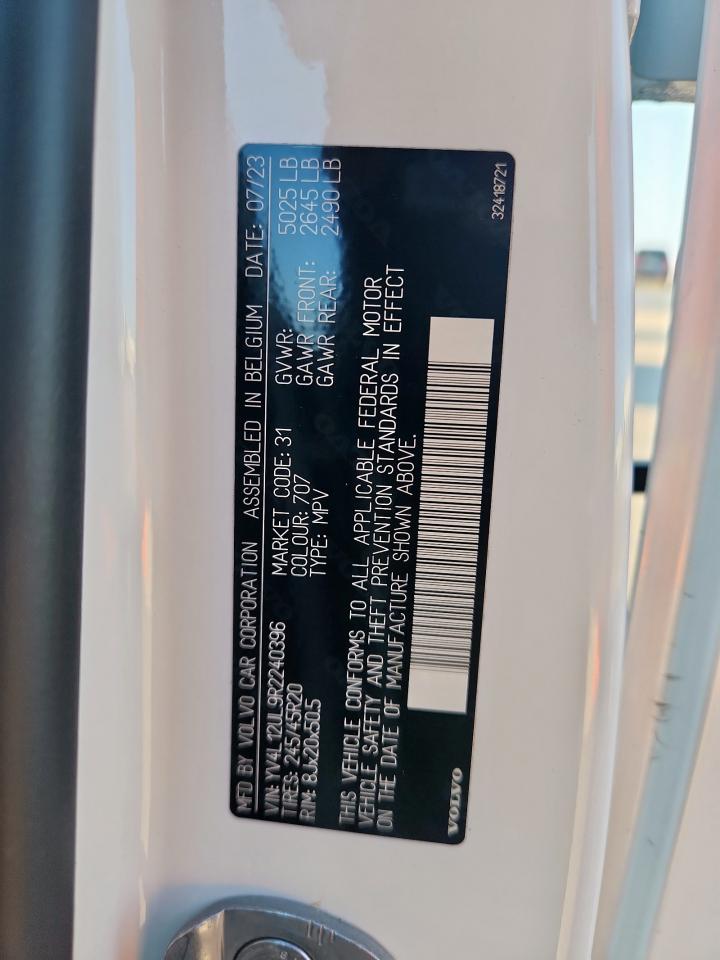 MFD BY VOLVO CAR CORPORATION ASSEMBLED IN BELGIUM DATE: 07/23
VIN: YV4L12UL9R2240396 MARKET CODE: 31 GVWR: 5025 LB
TIRES: 245/45R20 COLOUR: 707 GAWR FRONT: 2645 LB
RIM: 8Jx20x50.5 TYPE: MPV GAWR REAR: 2490 LB
THIS VEHICLE CONFORMS TO ALL APPLICABLE FEDERAL MOTOR
VEHICLE SAFETY AND THEFT PREVENTION STANDARDS IN EFFECT
ON THE DATE OF MANUFACTURE SHOWN ABOVE.
VOLVO 32418721